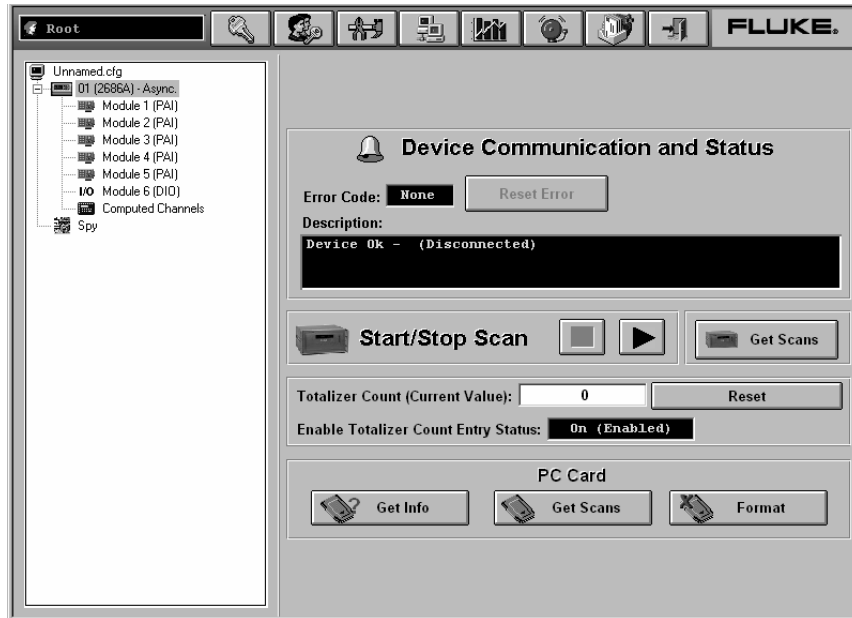 Root
FLUKE®
Unnamed.cfg
01 (2686A) - Async.
Module 1 (PAI)
Module 2 (PAI)
Module 3 (PAI)
Module 4 (PAI)
Module 5 (PAI)
I/O Module 6 (DIO)
Computed Channels
Spy
Device Communication and Status
Error Code: None Reset Error
Description:
Device Ok - (Disconnected)
Start/Stop Scan
Get Scans
Totalizer Count (Current Value): 0 Reset
Enable Totalizer Count Entry Status: On (Enabled)
PC Card
Get Info Get Scans Format